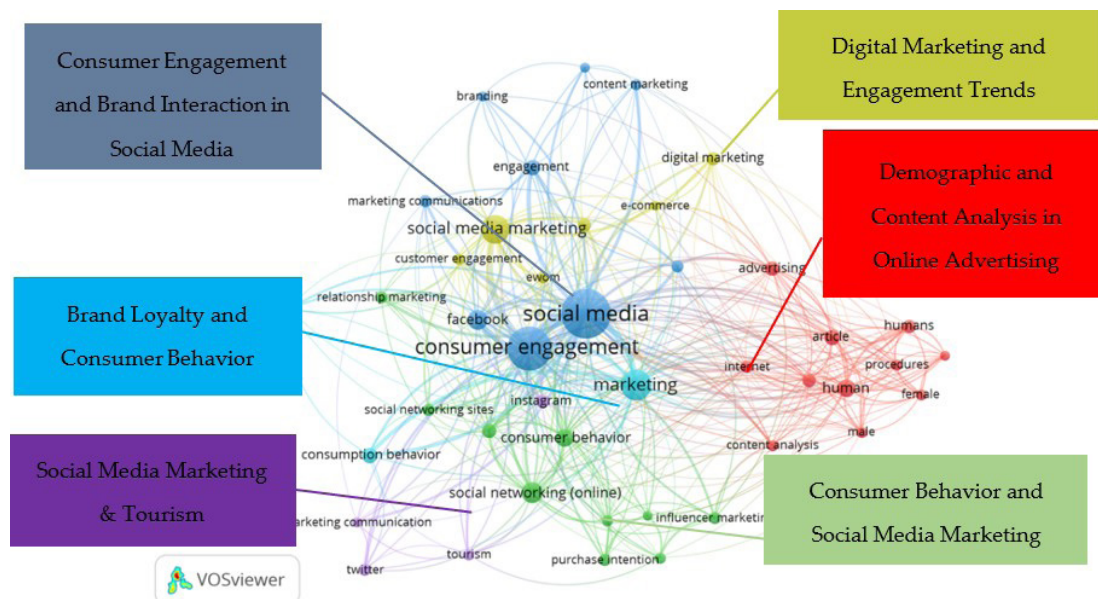 Consumer Engagement
and Brand Interaction in
Social Media
Digital Marketing and
Engagement Trends
Demographic and
Content Analysis in
Online Advertising
Brand Loyalty and
Consumer Behavior
Social Media Marketing
& Tourism
Consumer Behavior and
Social Media Marketing
content marketing
branding
digital marketing
engagement
marketing communications
e-commerce
social media marketing
customer engagement
advertising
ewom
relationship marketing
social media
facebook
humans
article
consumer engagement
internet
procedures
marketing
human
female
instagram
social networking sites
male
consumer behavior
content analysis
consumption behavior
social networking (online)
arketing communication
influencer marketin
tourism
purchase intention
twitter
VOSviewer